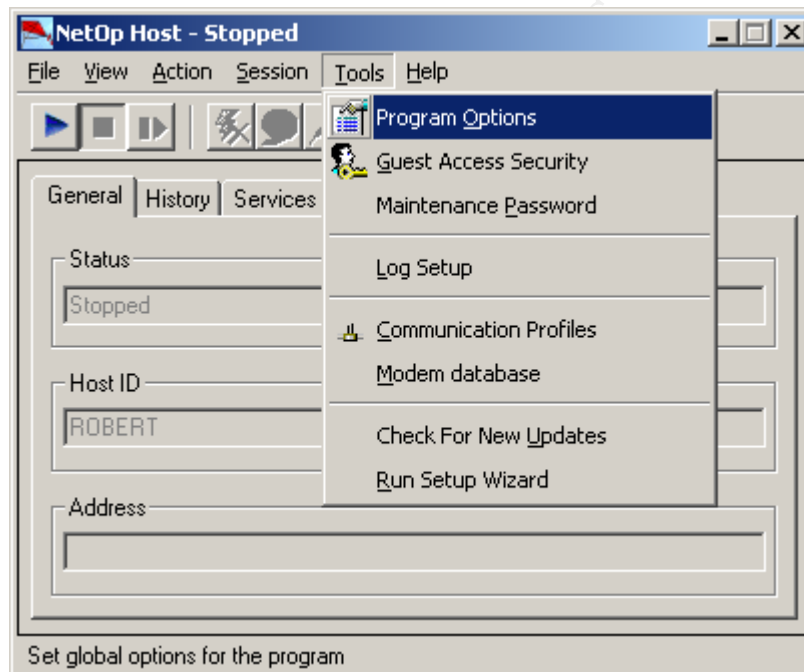 NetOp Host - Stopped
File View Action Session Tools Help
Program Options
Guest Access Security
Maintenance Password
Log Setup
Communication Profiles
Modem database
Check For New Updates
Run Setup Wizard
General History Services
Status
Stopped
Host ID
ROBERT
Address
Set global options for the program